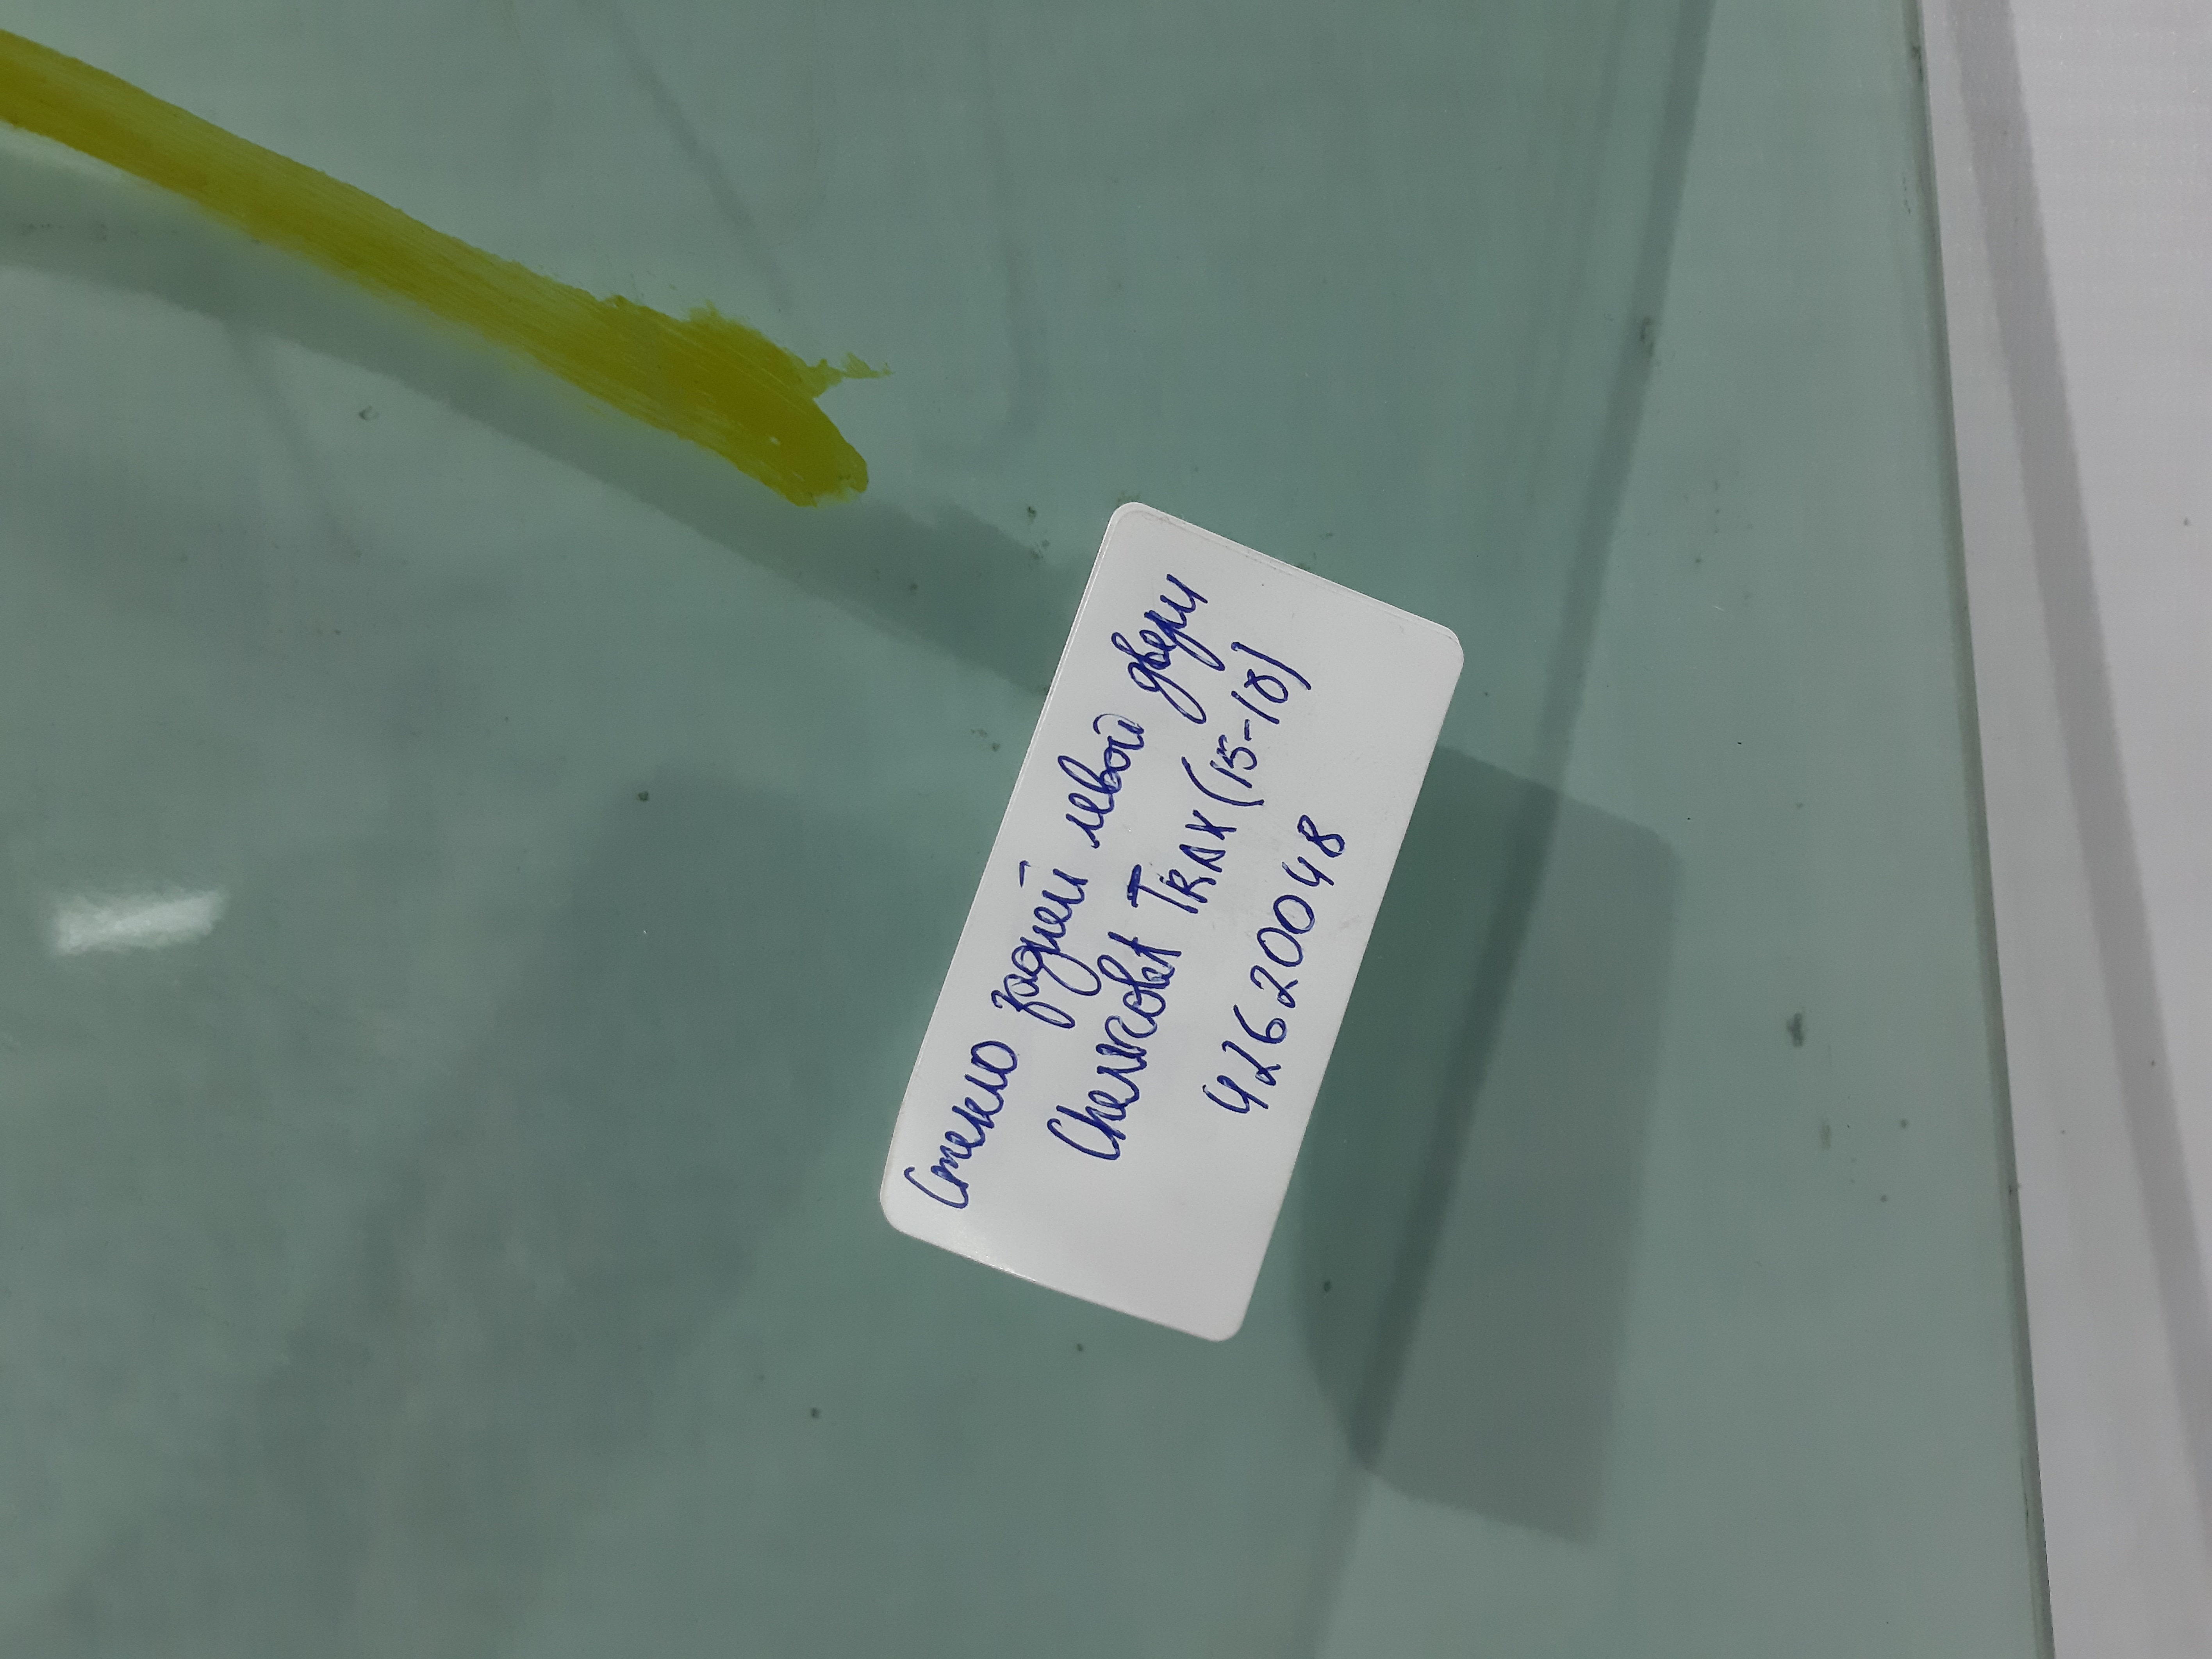 Стекло задней левой двери
Chevrolet TRAX (15-18)
42620048